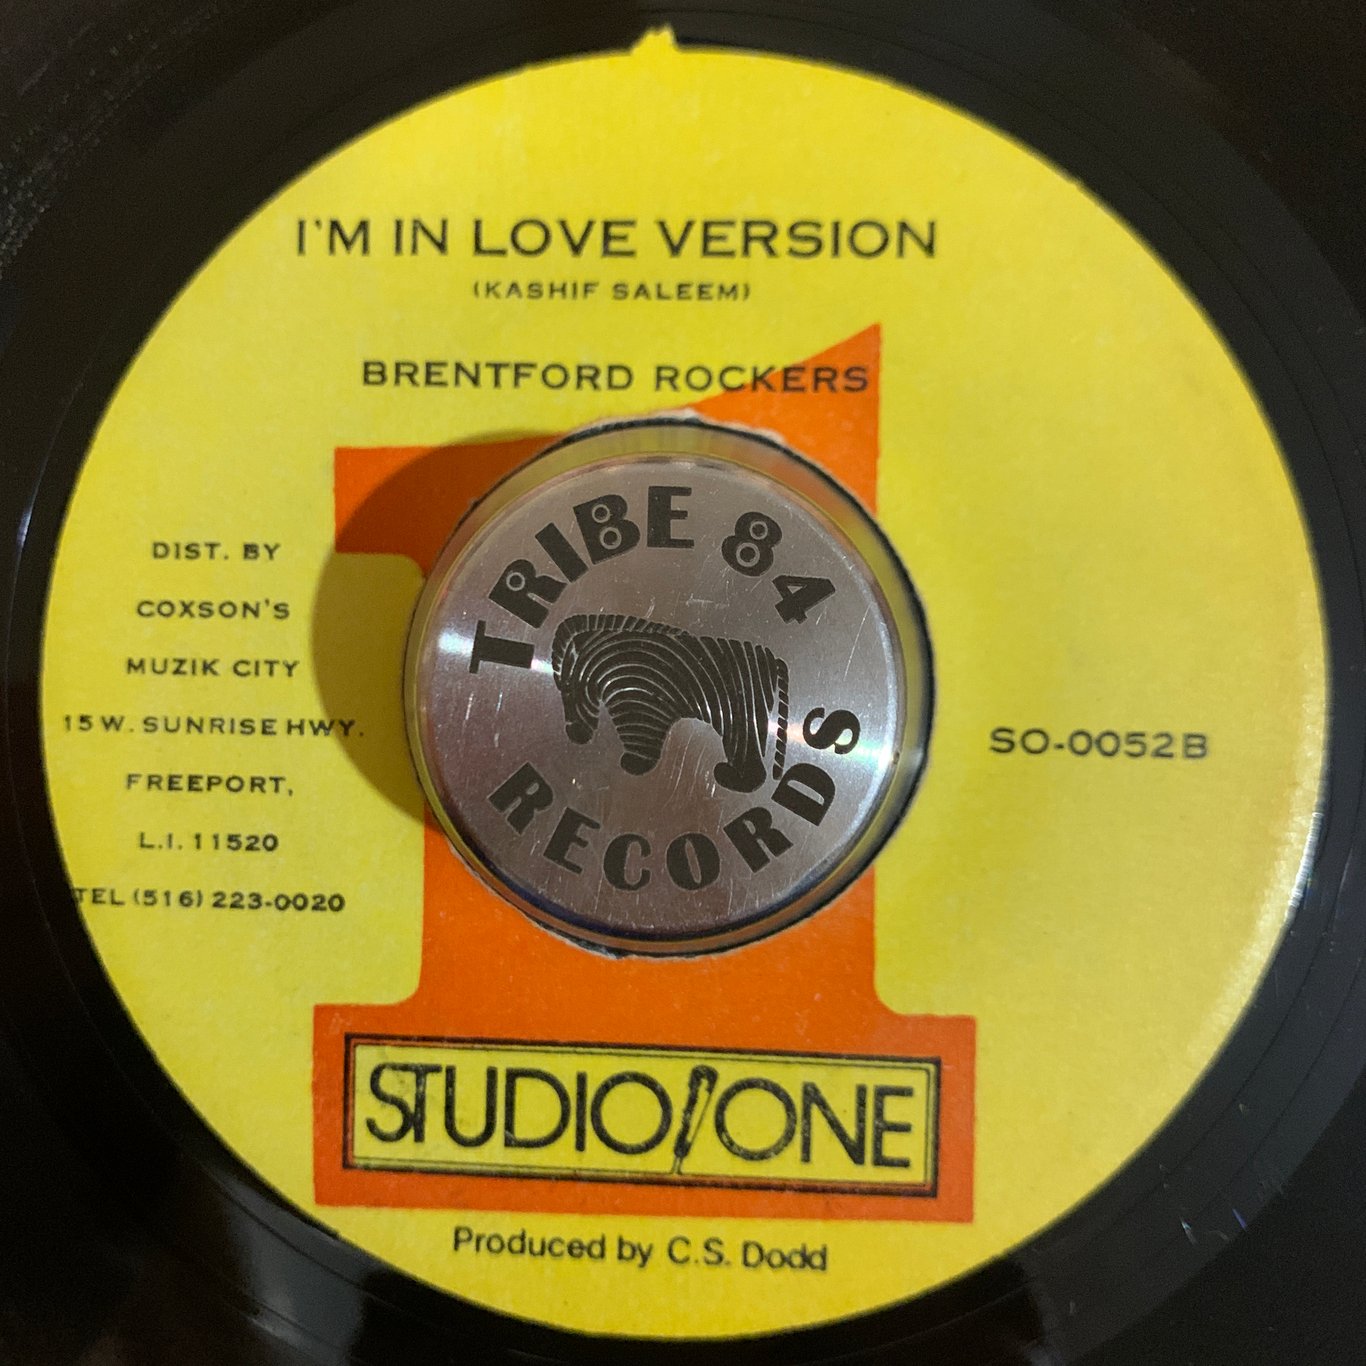 I'M IN LOVE VERSION
(KASHIF SALEEM)
BRENTFORD ROCKERS
TRIBE 84
RECORDS
DIST. BY
COXSON'S
MUZIK CITY
15 W. SUNRISE HWY.
FREEPORT,
L.I. 11520
TEL (516) 223-0020
SO-0052B
STUDIO ONE
Produced by C.S. Dodd